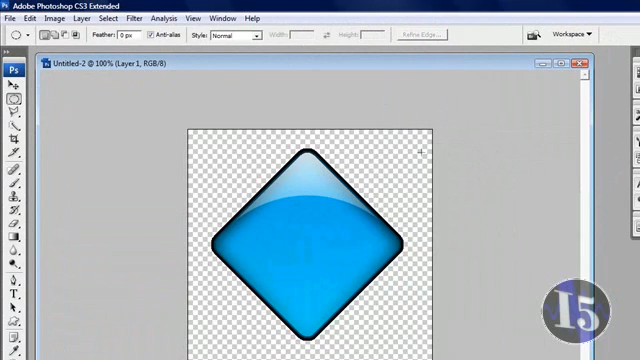 Adobe Photoshop CS3 Extended
File Edit Image Layer Select Filter Analysis View Window Help
Feather: 0 px Anti-alias Style: Normal Width: Height: Refine Edge... Workspace
Ps
Untitled-2 @ 100% (Layer 1, RGB/8)
T
I5